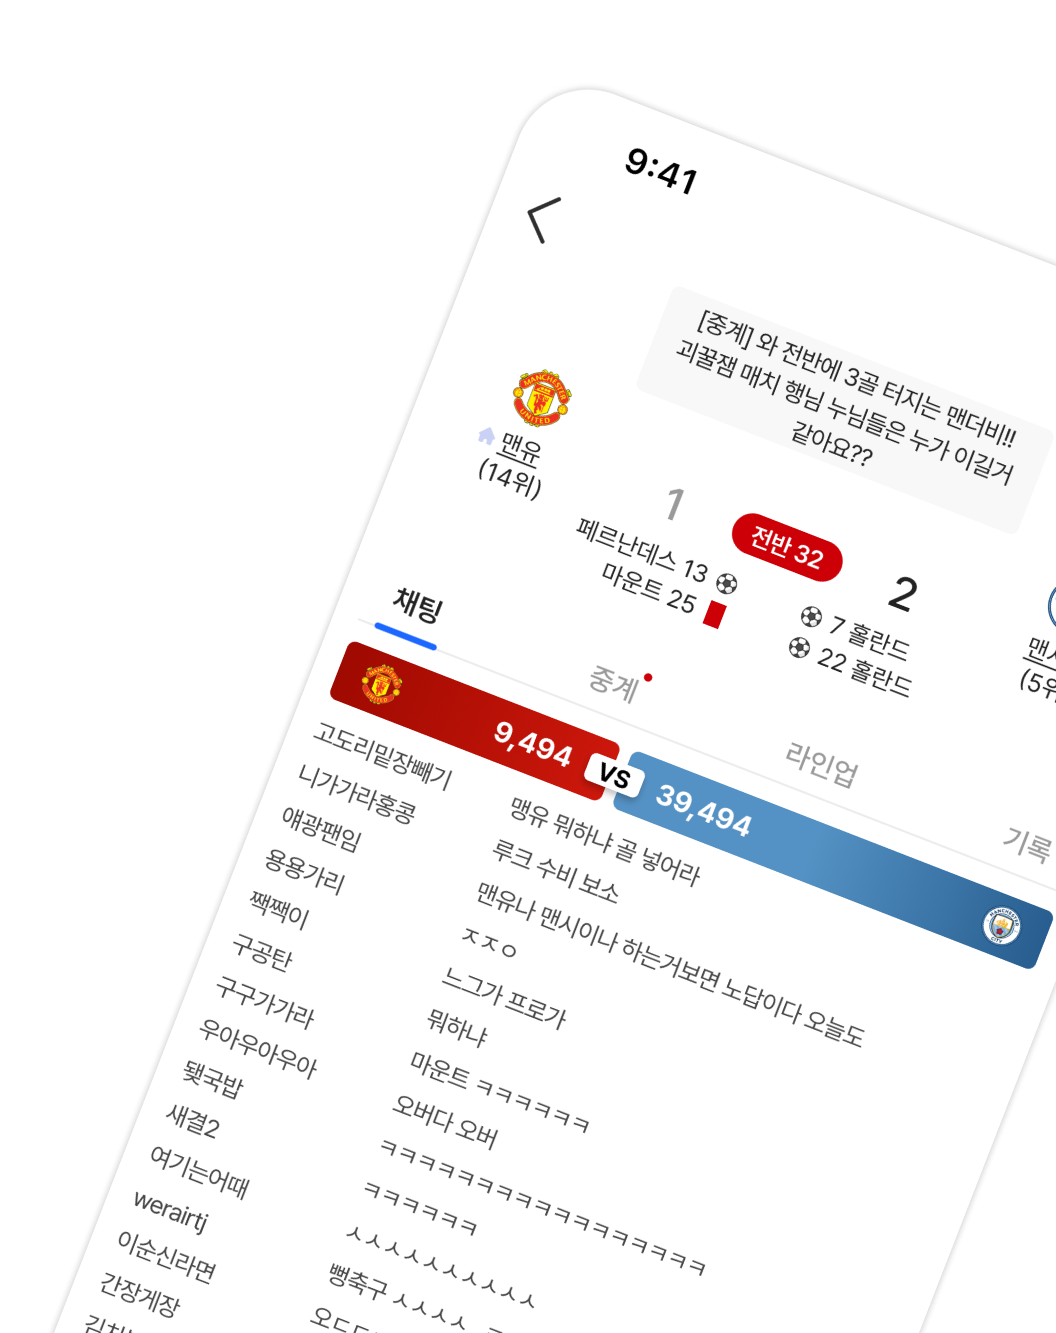 9:41
[중계] 와 전반에 3골 터지는 맨더비!!
괴꿀잼 매치 행님 누님들은 누가 이길거
같아요??
MANCHESTER
UNITED
맨유
(14위)
1
전반 32
2
페르난데스 13
마운트 25
7 홀란드
22 홀란드
(5위
채팅
중계
라인업
기록
9,494
VS
39,494
MANCHESTER
CITY
고도리밑장빼기 맹유 뭐하냐 골 넣어라
니가가라홍콩 루크 수비 보소
얘광팬임 맨유나 맨시이나 하는거보면 노답이다 오늘도
용용가리 ㅈㅈㅇ
짹짹이 느그가 프로가
구공탄 뭐하냐
구구가가라 마운트 ㅋㅋㅋㅋㅋㅋ
우아우아우아 오버다 오버
돷국밥 ㅋㅋㅋㅋㅋㅋㅋㅋㅋㅋㅋㅋㅋㅋㅋㅋㅋ
새결2 ㅋㅋㅋㅋㅋㅋ
여기는어때 ㅅㅅㅅㅅㅅㅅㅅㅅㅅㅅ
werairtj 뻥축구 ㅅㅅㅅㅅ
이순신라면
간장게장